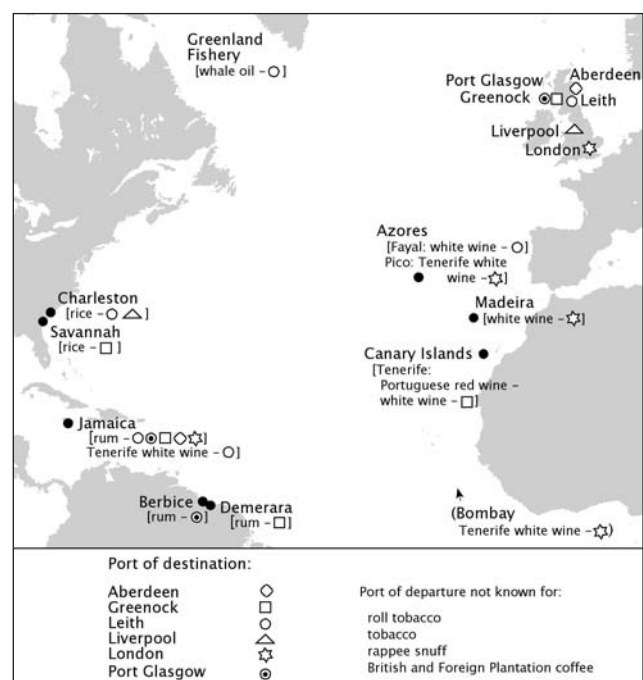 Greenland
Fishery
[whale oil – ]
Port Glasgow
Aberdeen
Greenock
Leith
Liverpool
London
Azores
[Fayal: white wine – ]
Pico: Tenerife white
wine – ]
Charleston
[rice – ]
Savannah
[rice – ]
Madeira
[white wine – ]
Canary Islands
[Tenerife:
Portuguese red wine –
white wine – ]
Jamaica
[rum – ]
Tenerife white wine – ]
Berbice
[rum – ]
Demerara
[rum – ]
(Bombay
Tenerife white wine – )
Port of destination:
Aberdeen
Greenock
Leith
Liverpool
London
Port Glasgow
Port of departure not known for:
roll tobacco
tobacco
rappee snuff
British and Foreign Plantation coffee